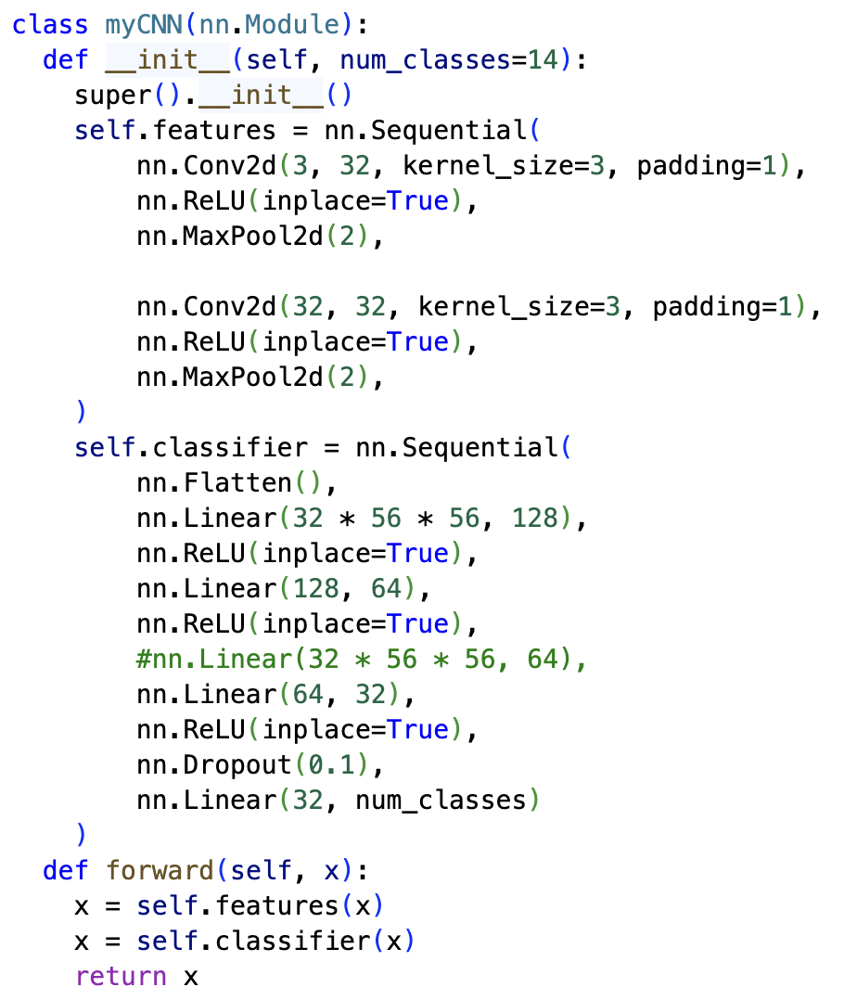 class myCNN(nn.Module):
  def __init__(self, num_classes=14):
    super().__init__()
    self.features = nn.Sequential(
        nn.Conv2d(3, 32, kernel_size=3, padding=1),
        nn.ReLU(inplace=True),
        nn.MaxPool2d(2),

        nn.Conv2d(32, 32, kernel_size=3, padding=1),
        nn.ReLU(inplace=True),
        nn.MaxPool2d(2),
    )
    self.classifier = nn.Sequential(
        nn.Flatten(),
        nn.Linear(32 * 56 * 56, 128),
        nn.ReLU(inplace=True),
        nn.Linear(128, 64),
        nn.ReLU(inplace=True),
        #nn.Linear(32 * 56 * 56, 64),
        nn.Linear(64, 32),
        nn.ReLU(inplace=True),
        nn.Dropout(0.1),
        nn.Linear(32, num_classes)
    )
  def forward(self, x):
    x = self.features(x)
    x = self.classifier(x)
    return x